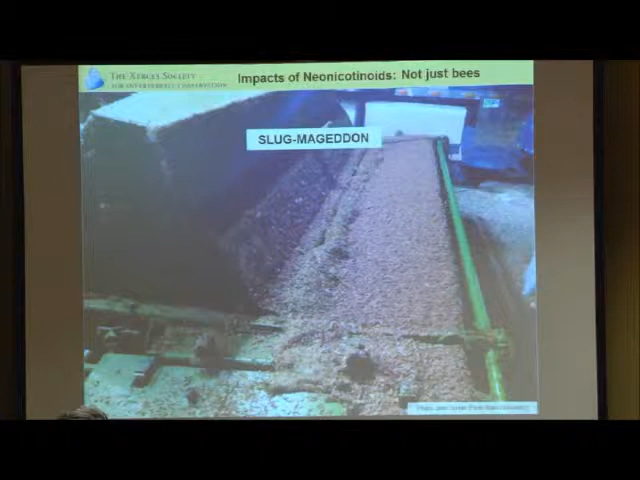 THE XERCES SOCIETY
FOR INVERTEBRATE CONSERVATION
Impacts of Neonicotinoids: Not just bees
SLUG-MAGEDDON